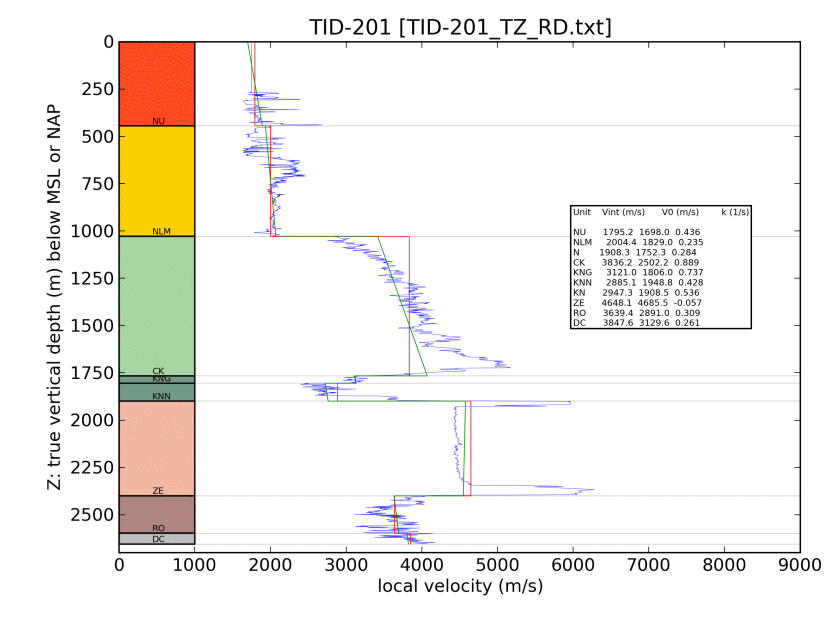 TID-201 [TID-201_TZ_RD.txt]
Z: true vertical depth (m) below MSL or NAP
0
250
500
750
1000
1250
1500
1750
2000
2250
2500
NU
NLM
CK
KNG
KNN
ZE
RO
DC
Unit Vint (m/s) V0 (m/s) k (1/s)
NU 1795.2 1698.0 0.436
NLM 2004.4 1829.0 0.235
N 1908.3 1752.3 0.284
CK 3836.2 2502.2 0.889
KNG 3121.0 1806.0 0.737
KNN 2885.1 1948.8 0.428
KN 2947.3 1908.5 0.536
ZE 4648.1 4685.5 -0.057
RO 3639.4 2891.0 0.309
DC 3847.6 3129.6 0.261
0 1000 2000 3000 4000 5000 6000 7000 8000 9000
local velocity (m/s)